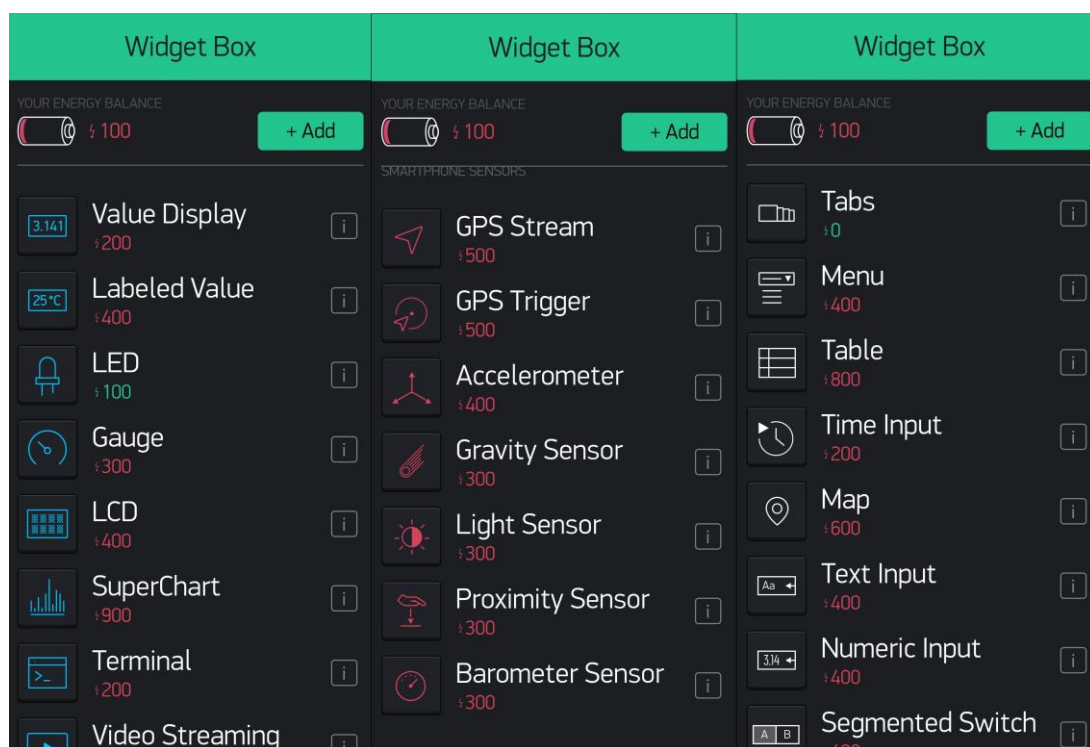 Widget Box
YOUR ENERGY BALANCE
100
+ Add
3.141
Value Display
200
25°C
Labeled Value
400
LED
100
Gauge
300
LCD
400
SuperChart
900
>_
Terminal
200
Video Streaming
Widget Box
YOUR ENERGY BALANCE
100
+ Add
SMARTPHONE SENSORS
GPS Stream
500
GPS Trigger
500
Accelerometer
400
Gravity Sensor
300
Light Sensor
300
Proximity Sensor
300
Barometer Sensor
300
Widget Box
YOUR ENERGY BALANCE
100
+ Add
Tabs
0
Menu
400
Table
800
Time Input
200
Map
600
Aa
Text Input
400
3.14
Numeric Input
400
A B
Segmented Switch